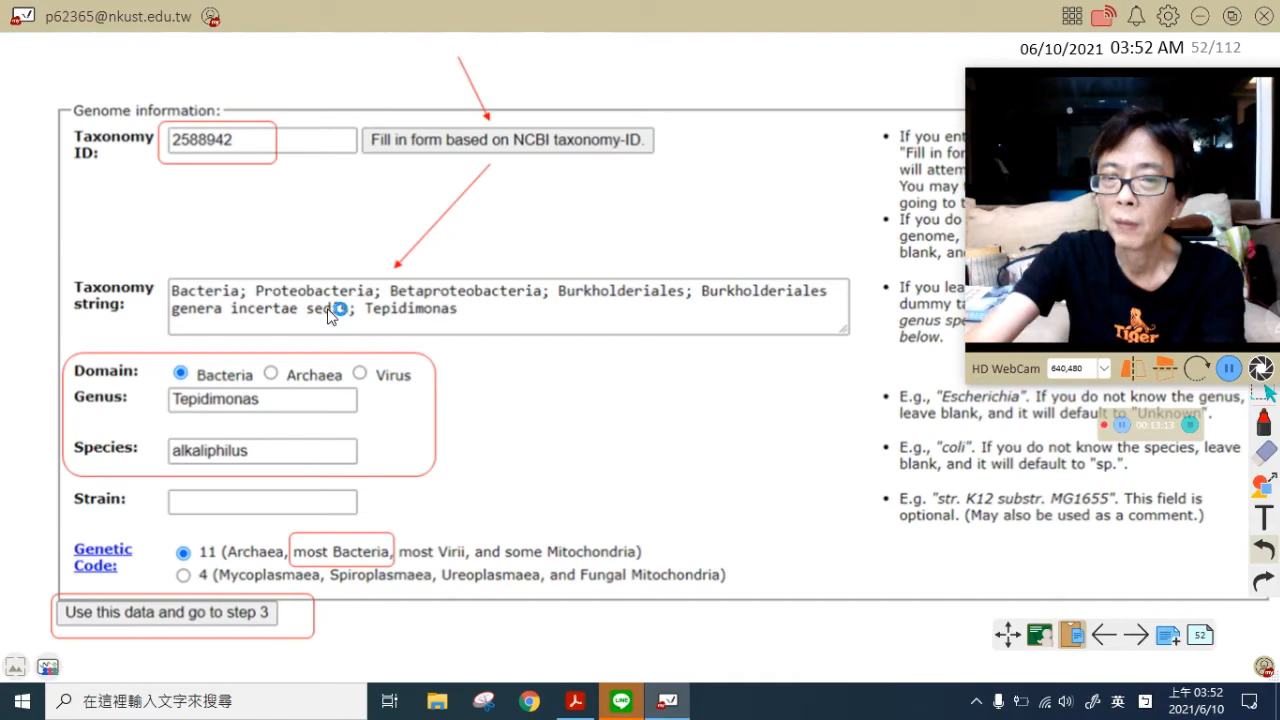 p62365@nkust.edu.tw
06/10/2021 03:52 AM 52/112
Genome information:
Taxonomy ID:
2588942
Fill in form based on NCBI taxonomy-ID.
If you ent
"Fill in for
will attem
You may
going to t
If you do
genome,
blank, an
Taxonomy string:
Bacteria; Proteobacteria; Betaproteobacteria; Burkholderiales; Burkholderiales
genera incertae sed ; Tepidimonas
If you lea
dummy ta
genus spe
below.
Tiger
HD WebCam 640,480
Domain:
Bacteria Archaea Virus
Genus:
Tepidimonas
E.g., "Escherichia". If you do not know the genus,
leave blank, and it will default to "Unknown".
00:13:13
Species:
alkaliphilus
E.g., "coli". If you do not know the species, leave
blank, and it will default to "sp.".
Strain:
E.g. "str. K12 substr. MG1655". This field is
optional. (May also be used as a comment.)
Genetic Code:
11 (Archaea, most Bacteria, most Virii, and some Mitochondria)
4 (Mycoplasmaea, Spiroplasmaea, Ureoplasmaea, and Fungal Mitochondria)
Use this data and go to step 3
52
在這裡輸入文字來搜尋
英
上午 03:52
2021/6/10